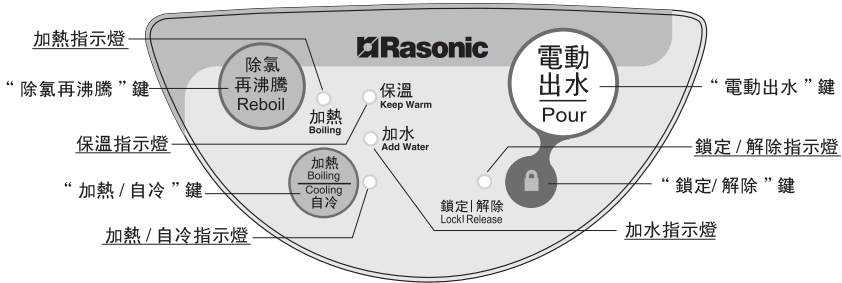 加熱指示燈
“除氯再沸騰”鍵
保溫指示燈
“加熱/自冷”鍵
加熱/自冷指示燈
Rasonic
除氯
再沸騰
Reboil
加熱
Boiling
保溫
Keep Warm
加水
Add Water
加熱
Boiling
Cooling
自冷
電動
出水
Pour
鎖定|解除
Lock|Release
“電動出水”鍵
鎖定/解除指示燈
“鎖定/解除”鍵
加水指示燈